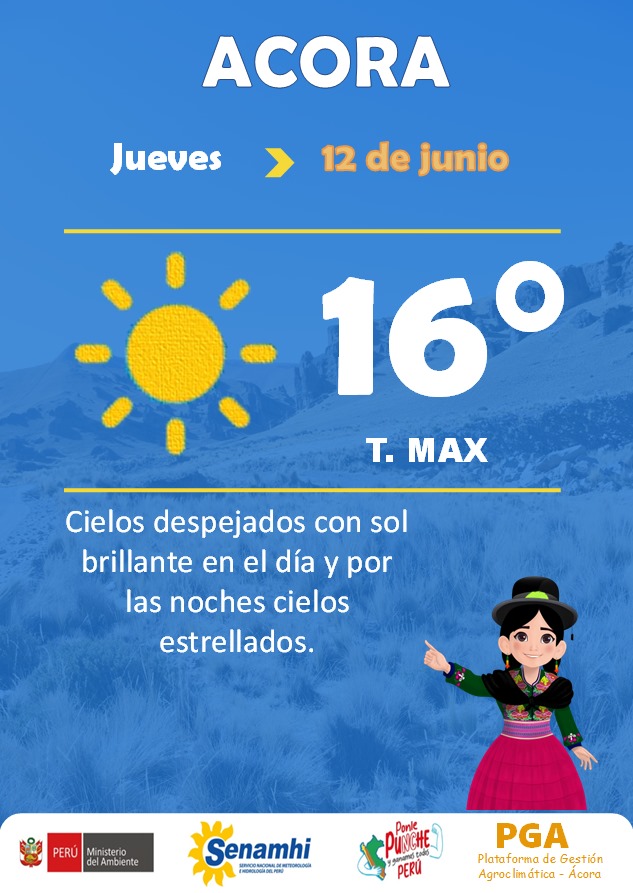 ACORA
Jueves
12 de junio
16°
T. MAX
Cielos despejados con sol
brillante en el día y por
las noches cielos
estrellados.
PERÚ
Ministerio
del Ambiente
Senamhi
SERVICIO NACIONAL DE METEOROLOGÍA
E HIDROLOGÍA DEL PERÚ
Ponle
PUNCHE
y ganamos todos
PERÚ
PGA
Plataforma de Gestión
Agroclimática - Ácora